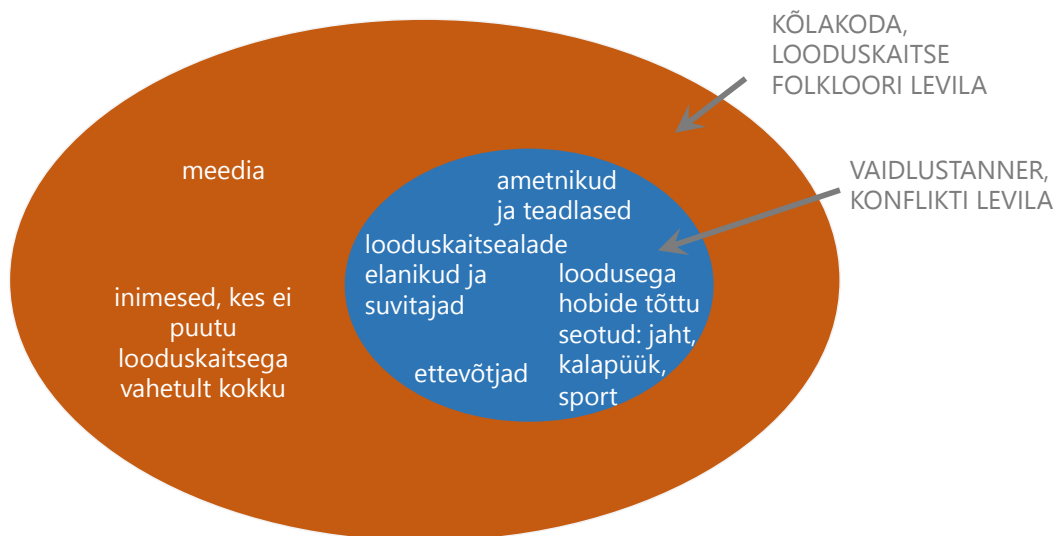 KÕLAKODA,
LOODUSKAITSE
FOLKLOORI LEVILA
VAIDLUSTANNER,
KONFLIKTI LEVILA
meedia
inimesed, kes ei
puutu
looduskaitsega
vahetult kokku
ametnikud
ja teadlased
looduskaitsealade
elanikud ja
suvitajad
loodusega
hobide tõttu
seotud: jaht,
kalapüük,
sport
ettevõtjad